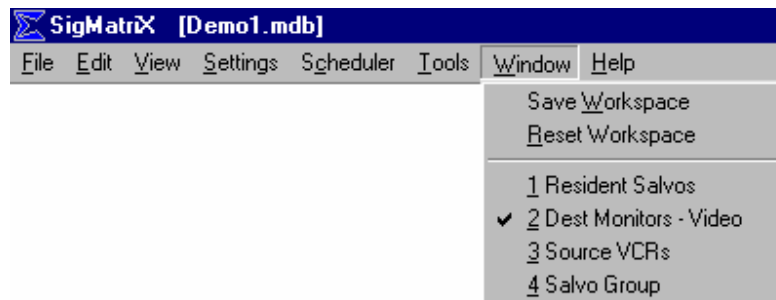 SigMatriX [Demo1.mdb]
File Edit View Settings Scheduler Tools Window Help
Save Workspace
Reset Workspace
1 Resident Salvos
2 Dest Monitors - Video
3 Source VCRs
4 Salvo Group